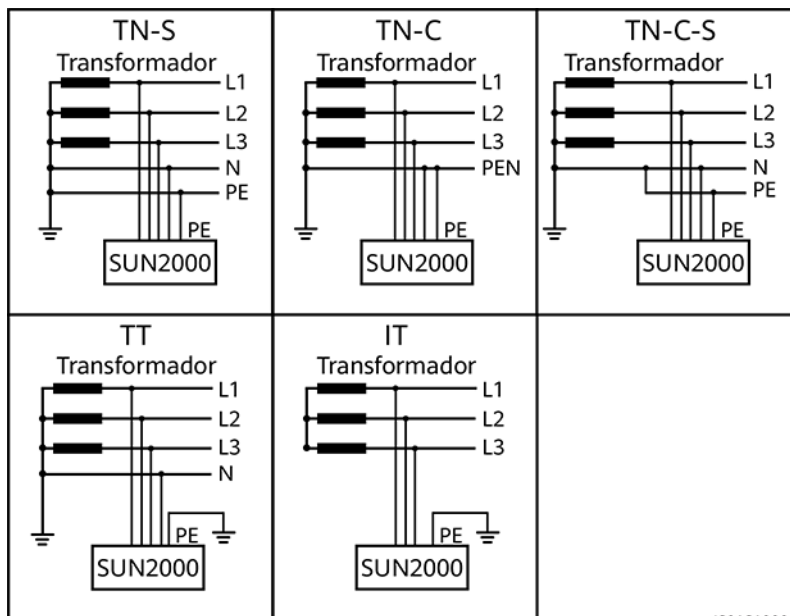 TN-S
Transformador
L1
L2
L3
N
PE
PE
SUN2000
TN-C
Transformador
L1
L2
L3
PEN
PE
SUN2000
TN-C-S
Transformador
L1
L2
L3
N
PE
PE
SUN2000
TT
Transformador
L1
L2
L3
N
PE
SUN2000
IT
Transformador
L1
L2
L3
PE
SUN2000